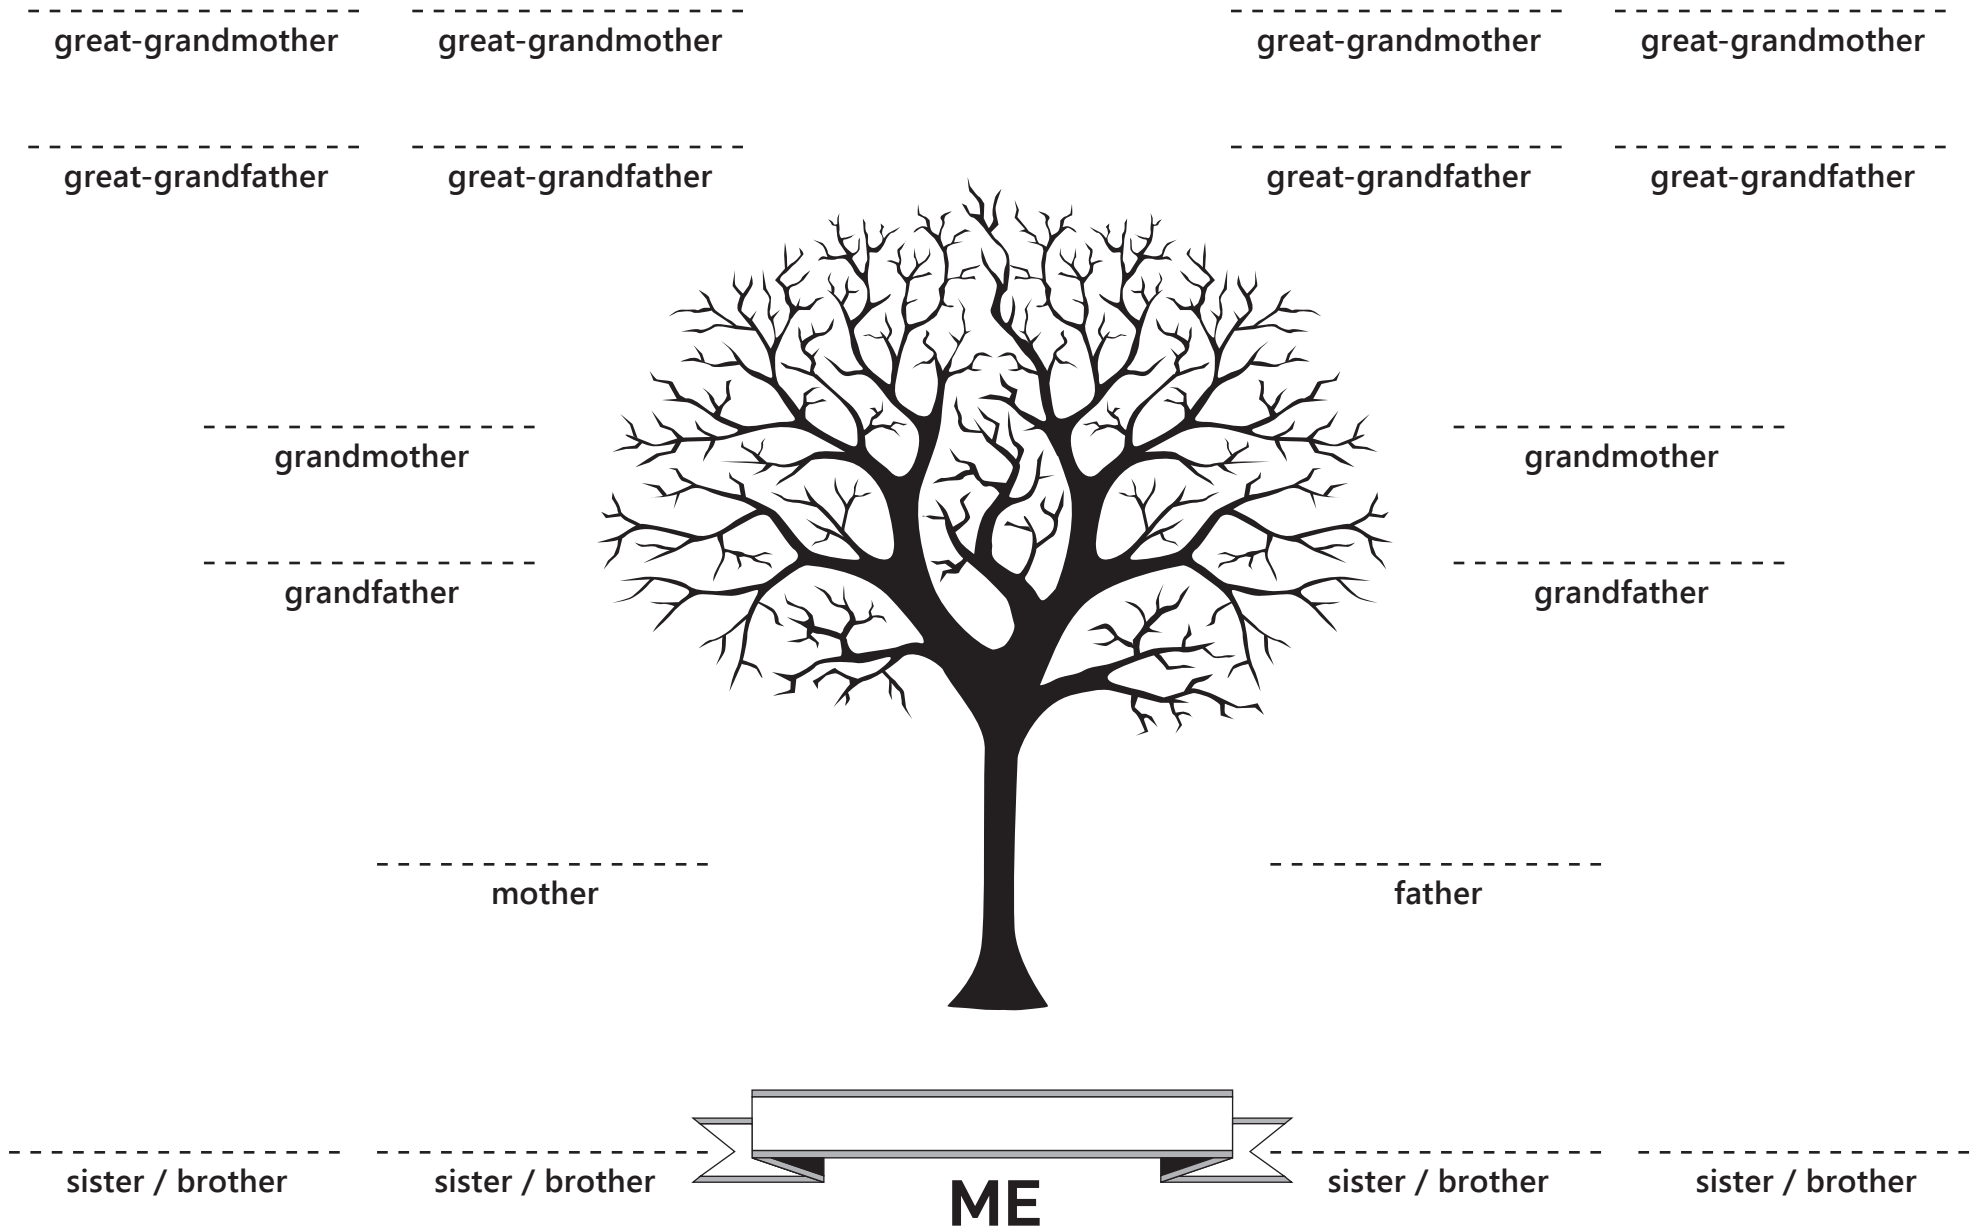 great-grandmother great-grandmother great-grandmother great-grandmother
great-grandfather great-grandfather great-grandfather great-grandfather
grandmother grandmother
grandfather grandfather
mother father
sister / brother sister / brother sister / brother sister / brother
ME